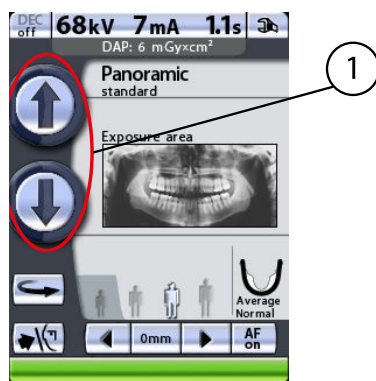 DEC off 68kV 7mA 1.1s
DAP: 6 mGy×cm²
1
Panoramic
standard
Exposure area
Average
Normal
0mm
AF
on